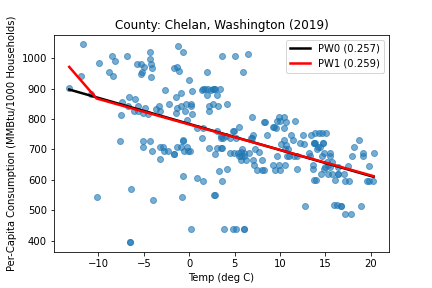 County: Chelan, Washington (2019)
Per-Capita Consumption (MMBtu/1000 Households)
1000
900
800
700
600
500
400
PW0 (0.257)
PW1 (0.259)
−10 −5 0 5 10 15 20
Temp (deg C)